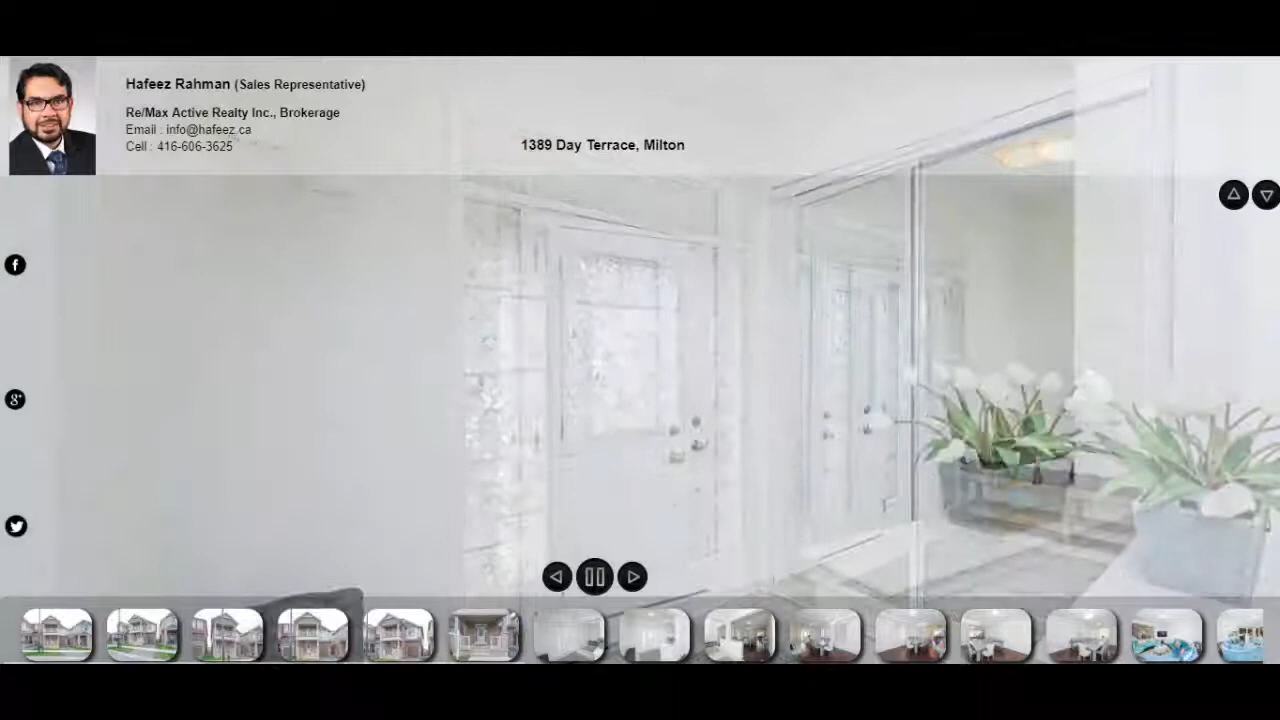 Hafeez Rahman (Sales Representative)
Re/Max Active Realty Inc., Brokerage
Email : info@hafeez.ca
Cell : 416-606-3625
1389 Day Terrace, Milton